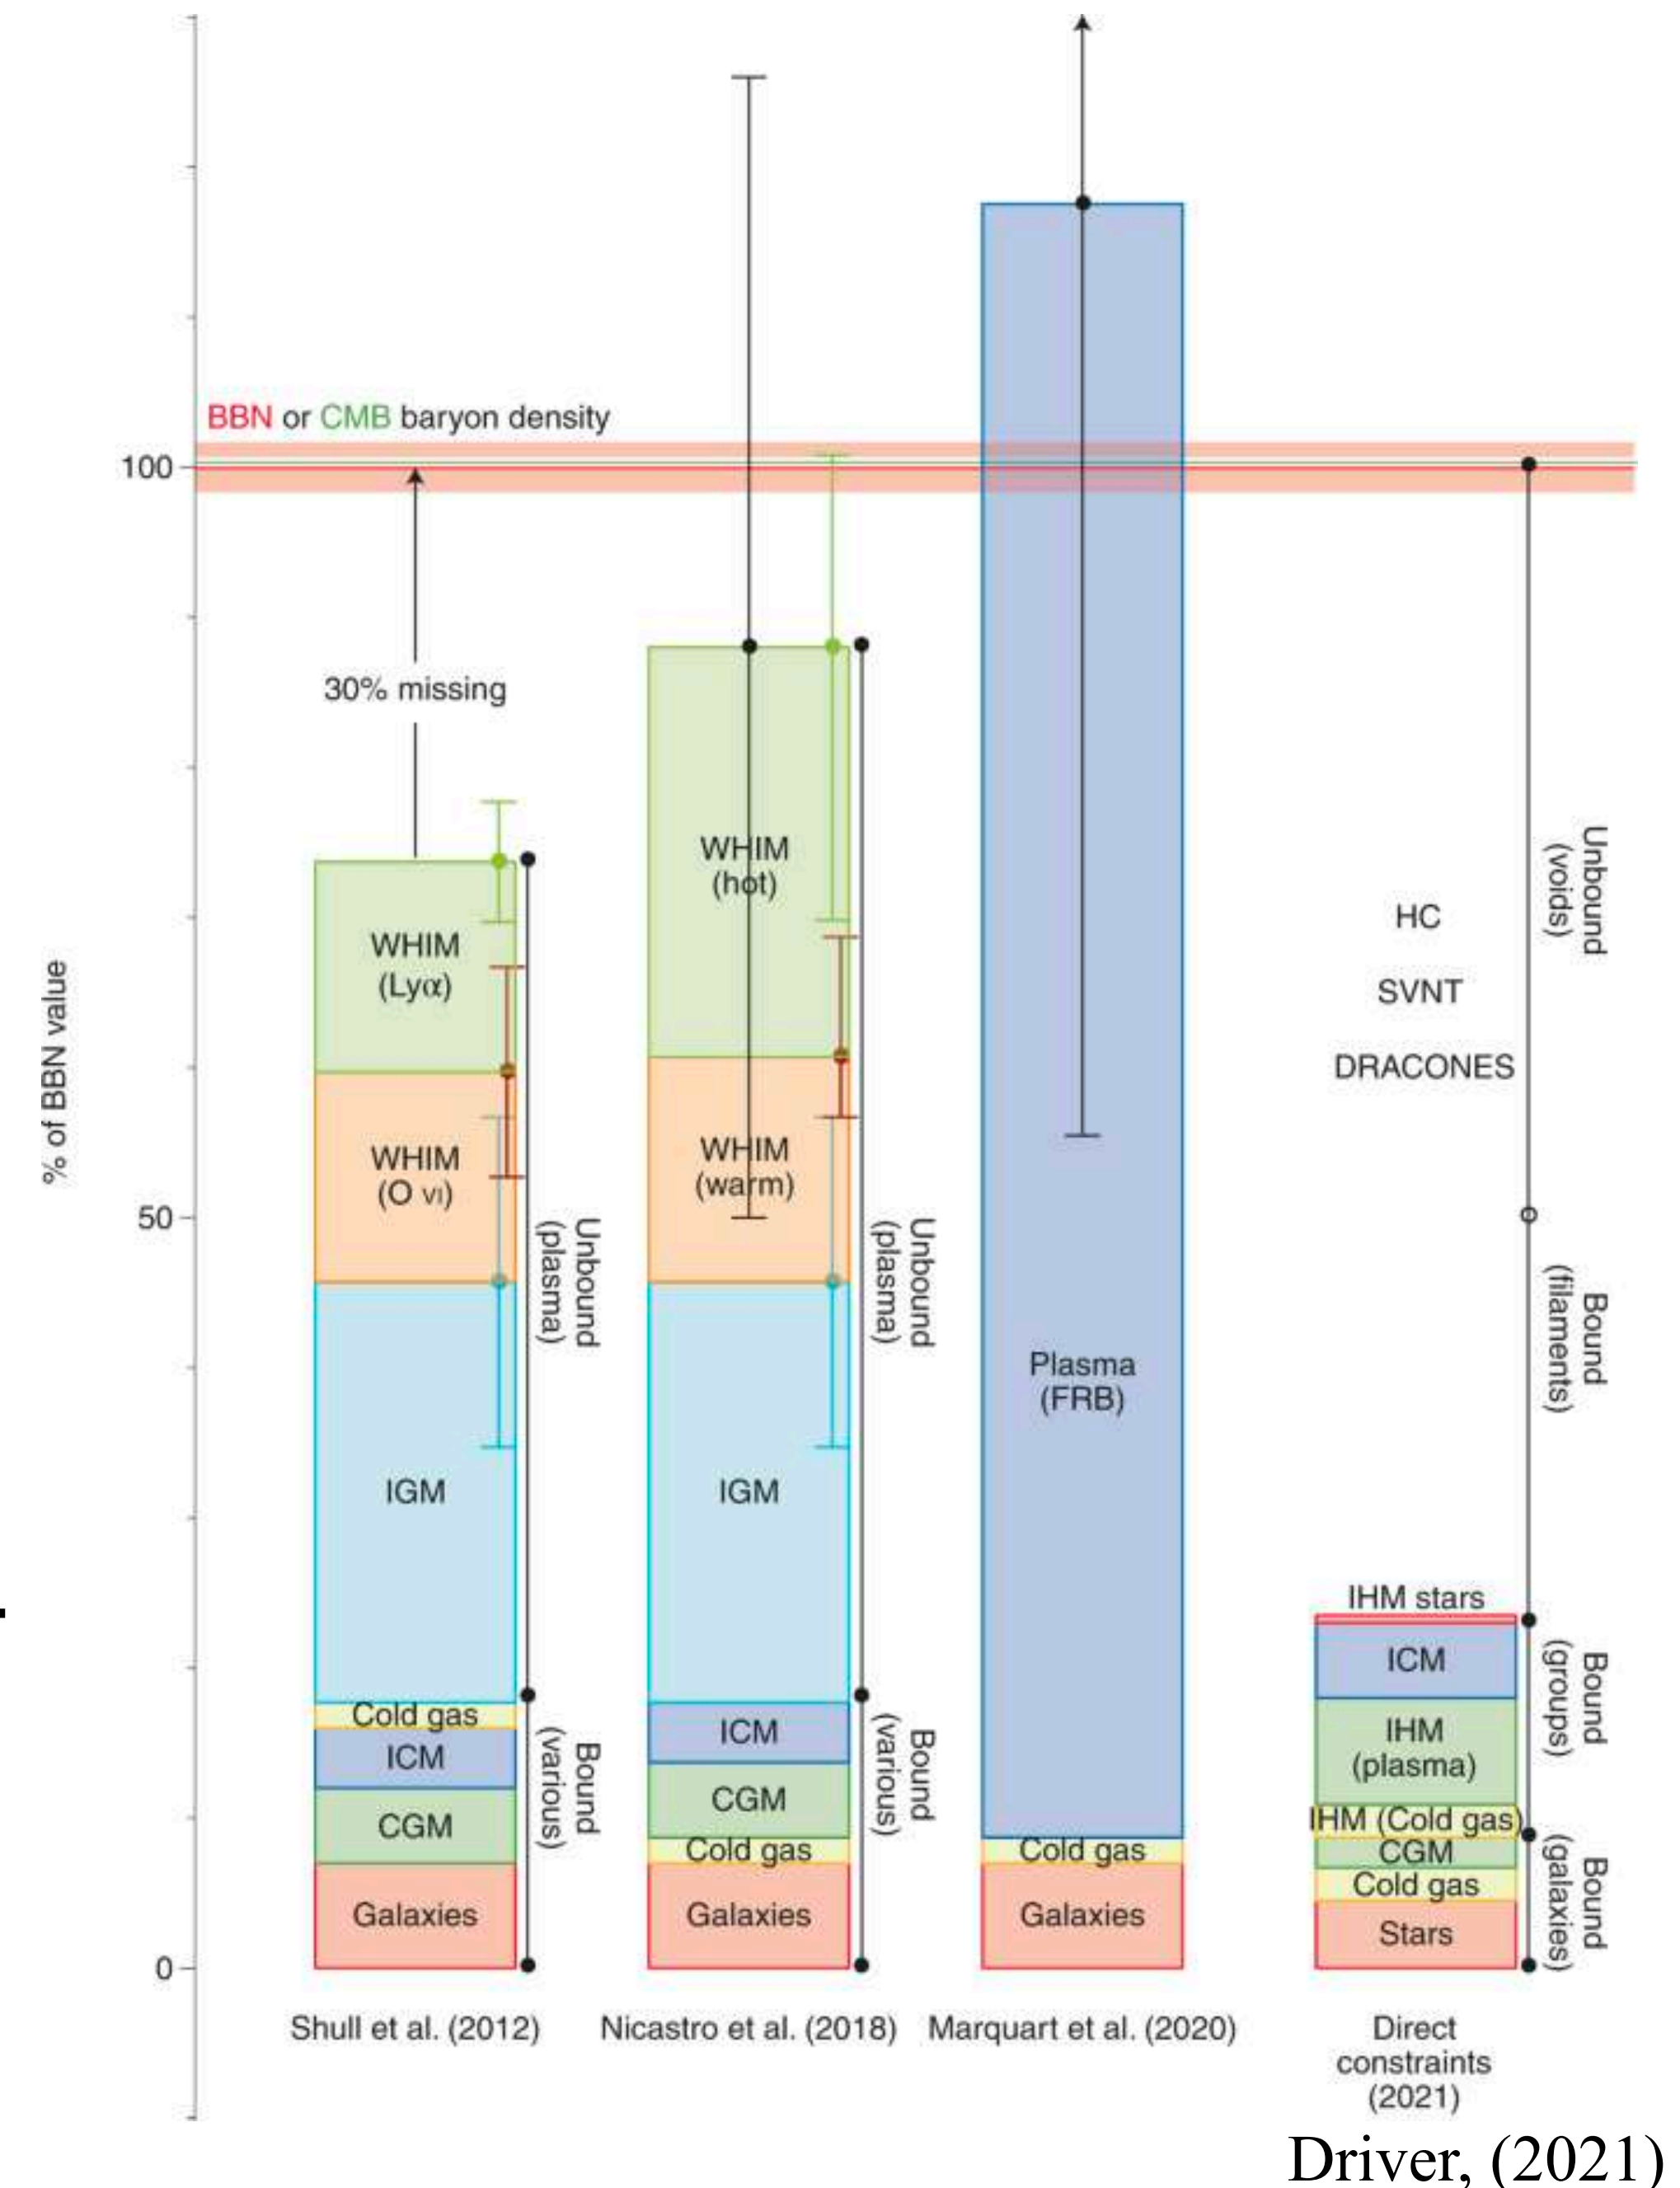 BBN or CMB baryon density
100
50
0
% of BBN value
30% missing
WHIM
(Lyα)
WHIM
(O VI)
IGM
Cold gas
ICM
CGM
Galaxies
Unbound
(plasma)
Bound
(various)
Shull et al. (2012)
WHIM
(hot)
WHIM
(warm)
IGM
ICM
CGM
Cold gas
Galaxies
Unbound
(plasma)
Bound
(various)
Nicastro et al. (2018)
Plasma
(FRB)
Cold gas
Galaxies
Marquart et al. (2020)
HC
SVNT
DRACONES
IHM stars
ICM
IHM
(plasma)
IHM (Cold gas)
CGM
Cold gas
Stars
Unbound
(voids)
Bound
(filaments)
Bound
(groups)
Bound
(galaxies)
Direct
constraints
(2021)
Driver, (2021)